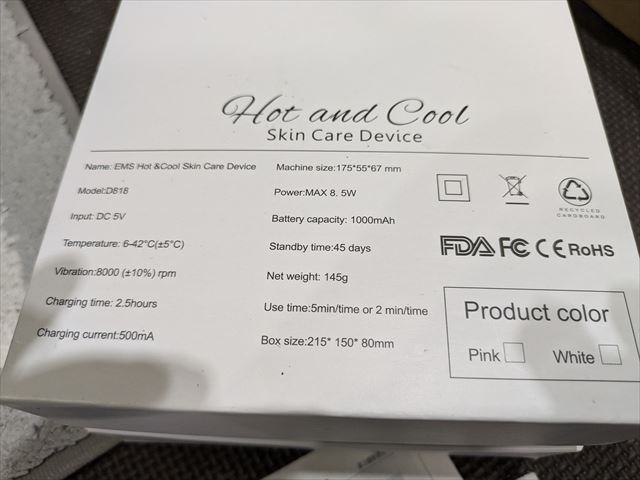 Hot and Cool
Skin Care Device
Name: EMS Hot &Cool Skin Care Device
Model:D818
Input: DC 5V
Temperature: 6-42°C(±5°C)
Vibration:8000 (±10%) rpm
Charging time: 2.5hours
Charging current:500mA
Machine size:175*55*67 mm
Power:MAX 8. 5W
Battery capacity: 1000mAh
Standby time:45 days
Net weight: 145g
Use time:5min/time or 2 min/time
Box size:215* 150* 80mm
RECYCLED
CARDBOARD
FDA FC CE RoHS
Product color
Pink
White